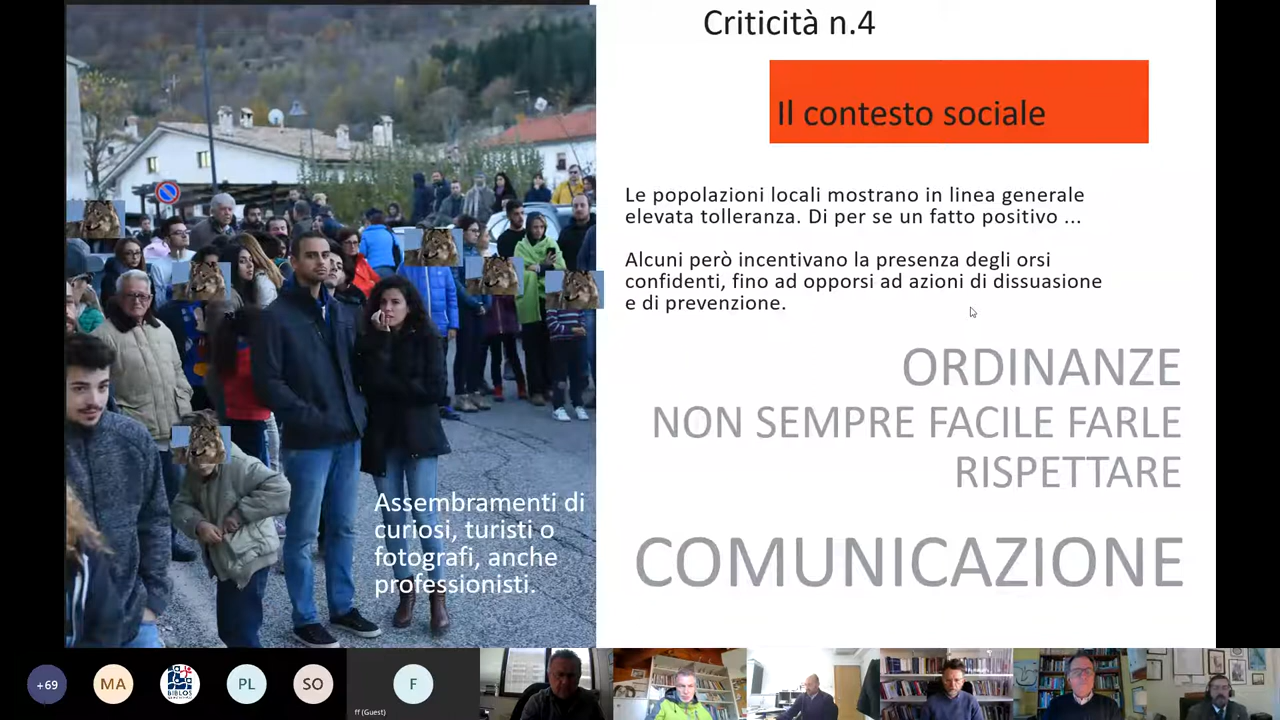 Criticità n.4
Il contesto sociale
Le popolazioni locali mostrano in linea generale
elevata tolleranza. Di per se un fatto positivo ...
Alcuni però incentivano la presenza degli orsi
confidenti, fino ad opporsi ad azioni di dissuasione
e di prevenzione.
ORDINANZE
NON SEMPRE FACILE FARLE
RISPETTARE
COMUNICAZIONE
Assembramenti di
curiosi, turisti o
fotografi, anche
professionisti.
+69
MA
BIBLOS
PL
SO
F
ff (Guest)